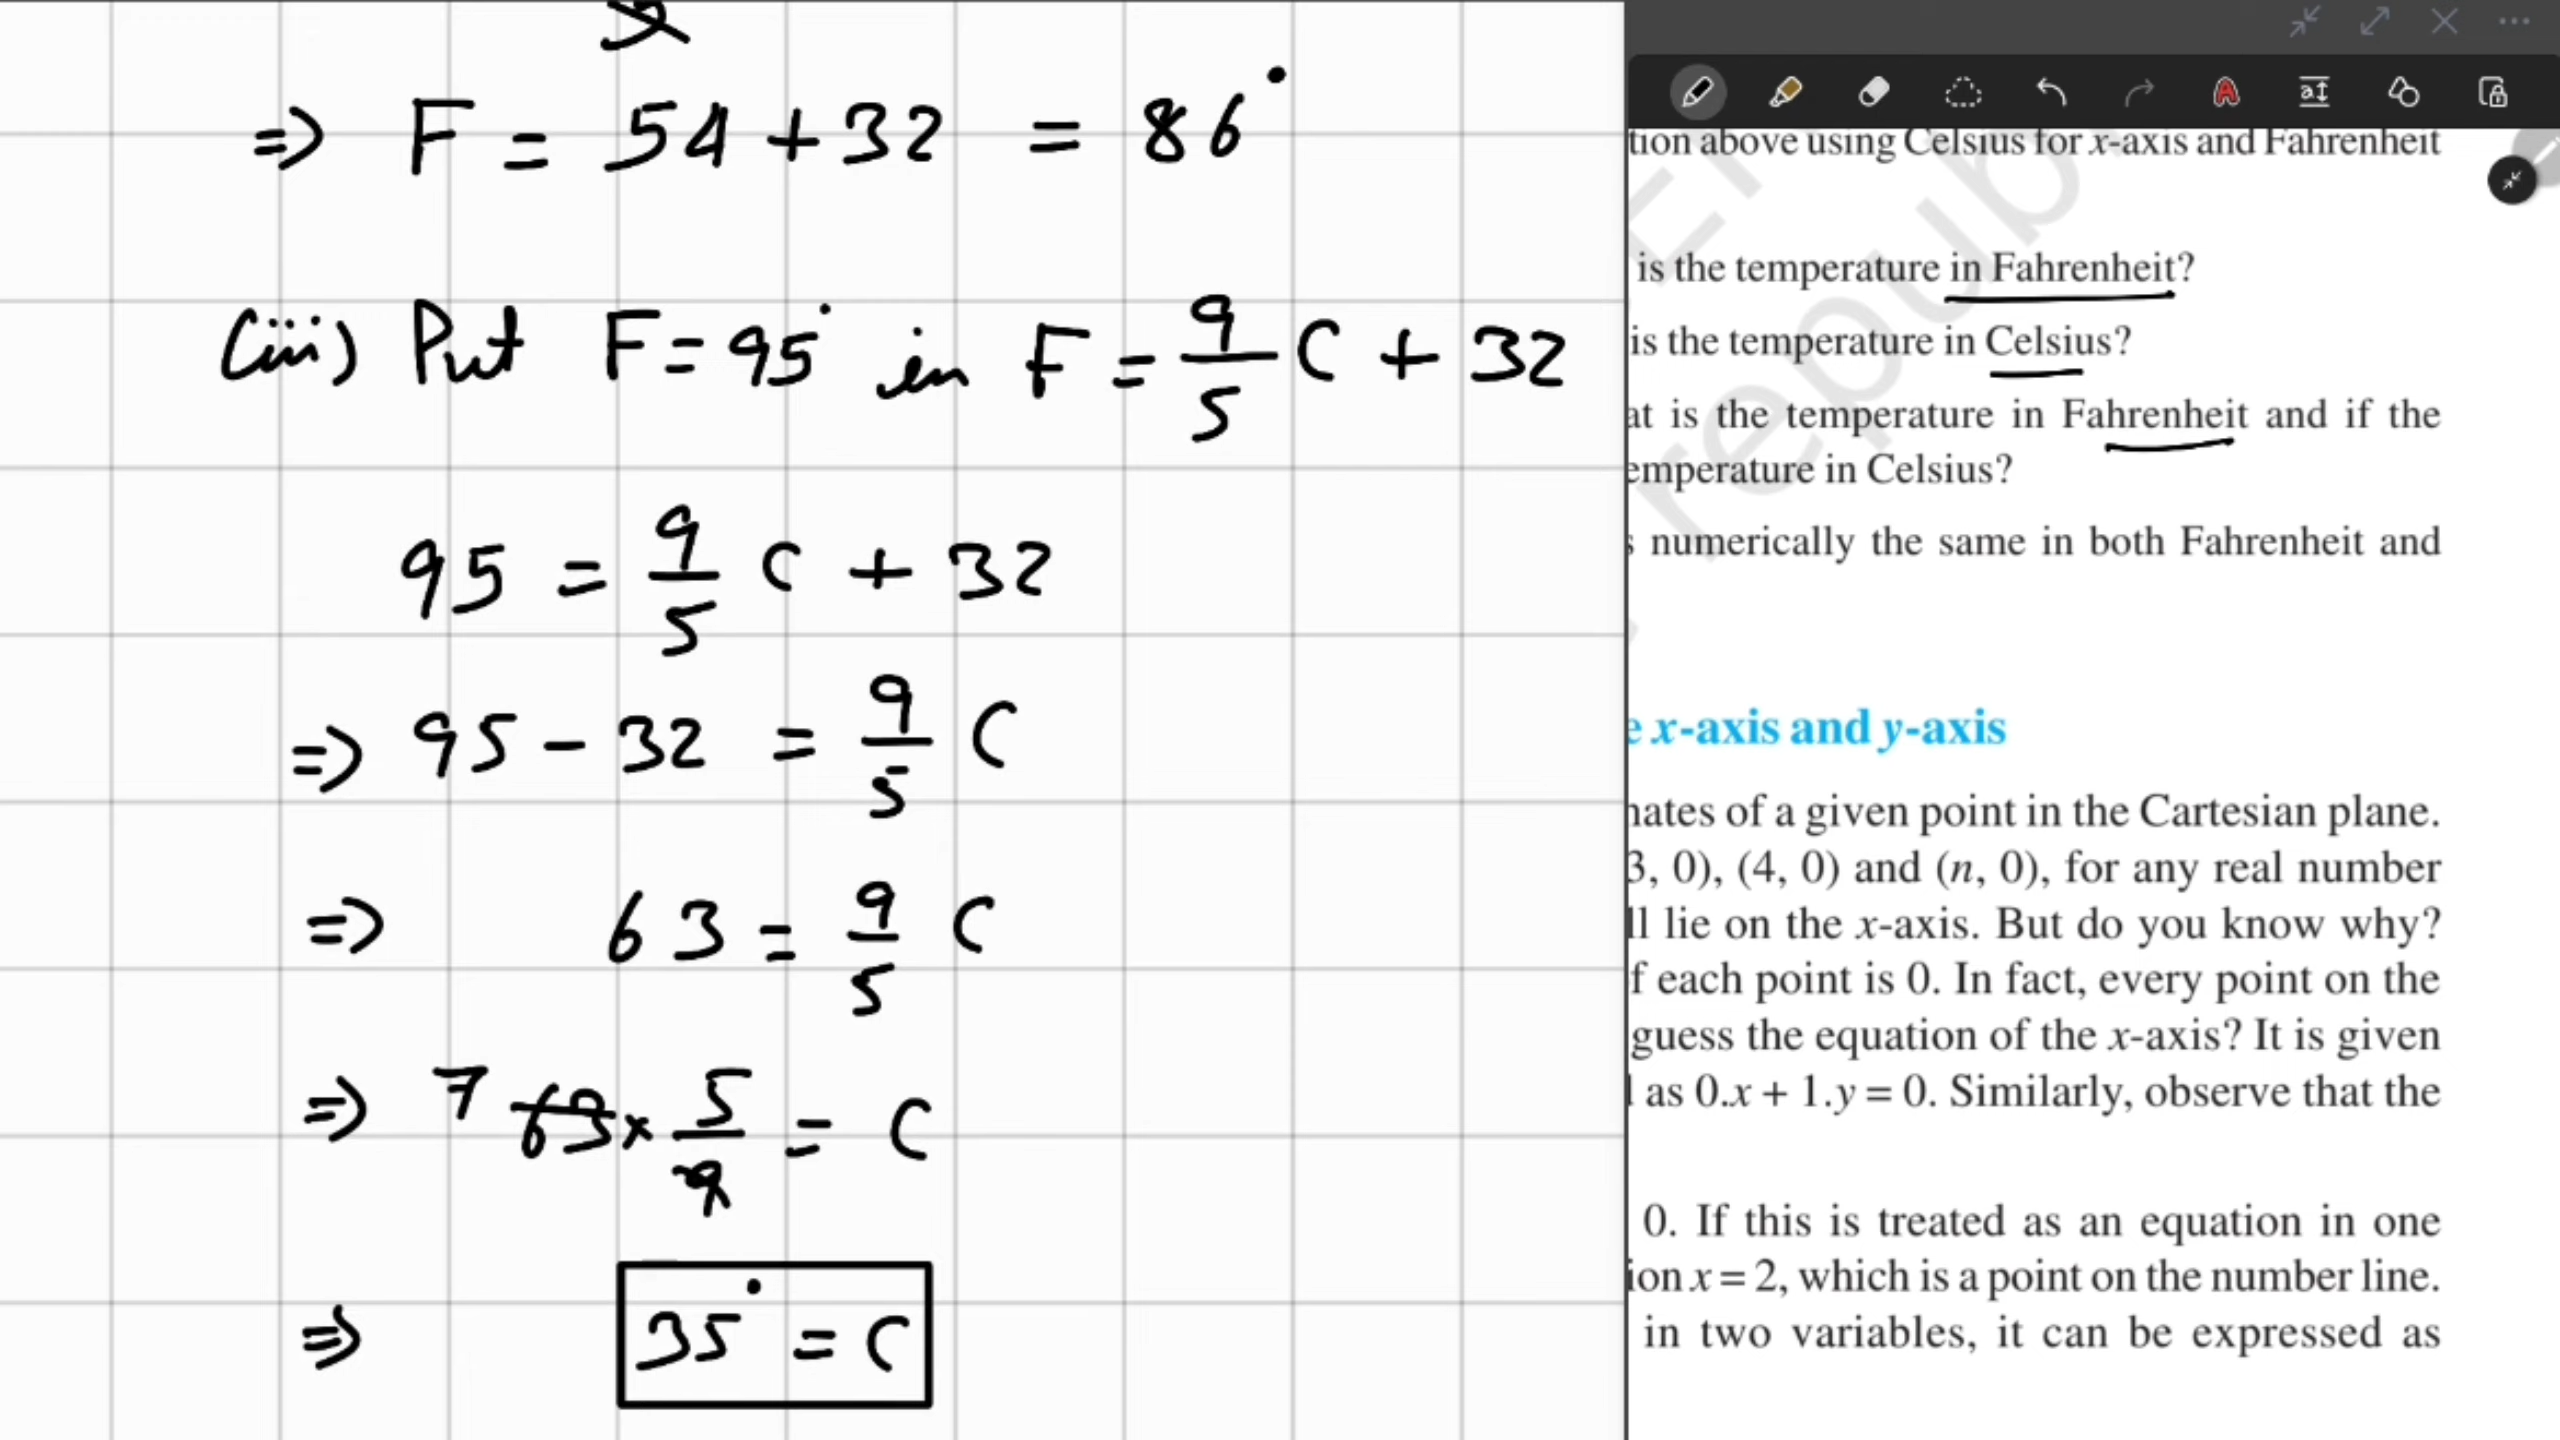 ⇒ F = 54 + 32 = 86°
(iii) Put F = 95° in F = 9/5 C + 32
95 = 9/5 C + 32
⇒ 95 - 32 = 9/5 C
⇒ 63 = 9/5 C
⇒ 7 63 × 5/9 = C
⇒ 35° = C
tion above using Celsius for x-axis and Fahrenheit
is the temperature in Fahrenheit?
is the temperature in Celsius?
at is the temperature in Fahrenheit and if the
emperature in Celsius?
s numerically the same in both Fahrenheit and
e x-axis and y-axis
nates of a given point in the Cartesian plane.
3, 0), (4, 0) and (n, 0), for any real number
ll lie on the x-axis. But do you know why?
f each point is 0. In fact, every point on the
guess the equation of the x-axis? It is given
l as 0.x + 1.y = 0. Similarly, observe that the
0. If this is treated as an equation in one
ion x = 2, which is a point on the number line.
in two variables, it can be expressed as
repub